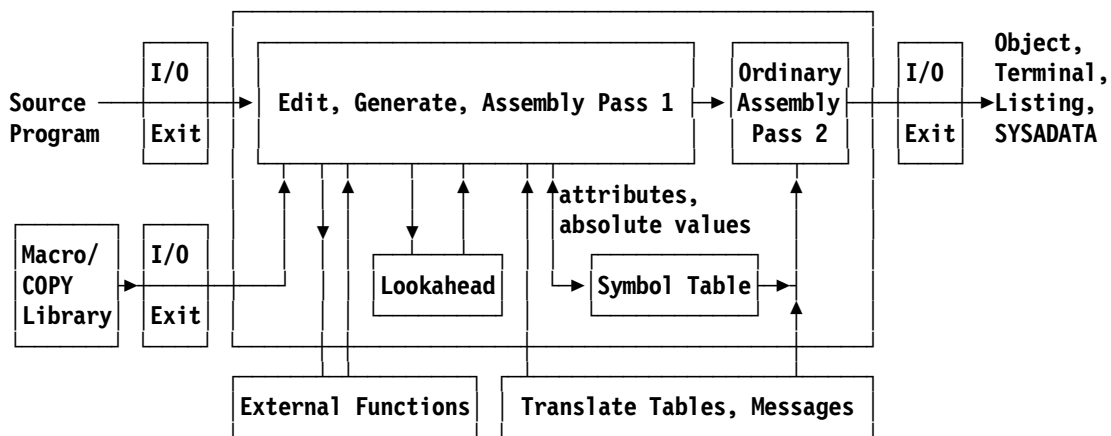 Source
Program
I/O
Exit
Edit, Generate, Assembly Pass 1
Ordinary
Assembly
Pass 2
I/O
Exit
Object,
Terminal,
Listing,
SYSADATA
attributes,
absolute values
Macro/
COPY
Library
I/O
Exit
Lookahead
Symbol Table
External Functions
Translate Tables, Messages